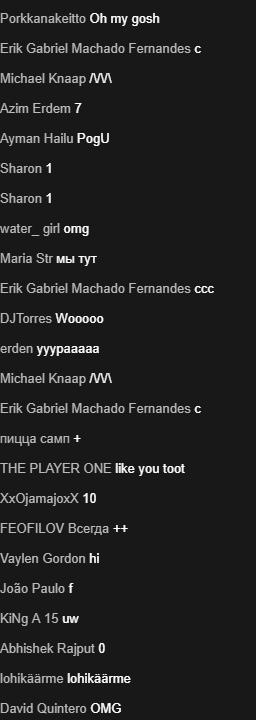 Porkkanakeitto Oh my gosh
Erik Gabriel Machado Fernandes c
Michael Knaap /\/\/\
Azim Erdem 7
Ayman Hailu PogU
Sharon 1
Sharon 1
water_ girl omg
Maria Str мы тут
Erik Gabriel Machado Fernandes ccc
DJTorres Wooooo
erden yyypaaaaa
Michael Knaap /\/\/\
Erik Gabriel Machado Fernandes c
пицца самп +
THE PLAYER ONE like you toot
XxOjamajoxX 10
FEOFILOV Всегда ++
Vaylen Gordon hi
João Paulo f
KiNg A 15 uw
Abhishek Rajput 0
lohikäärme lohikäärme
David Quintero OMG